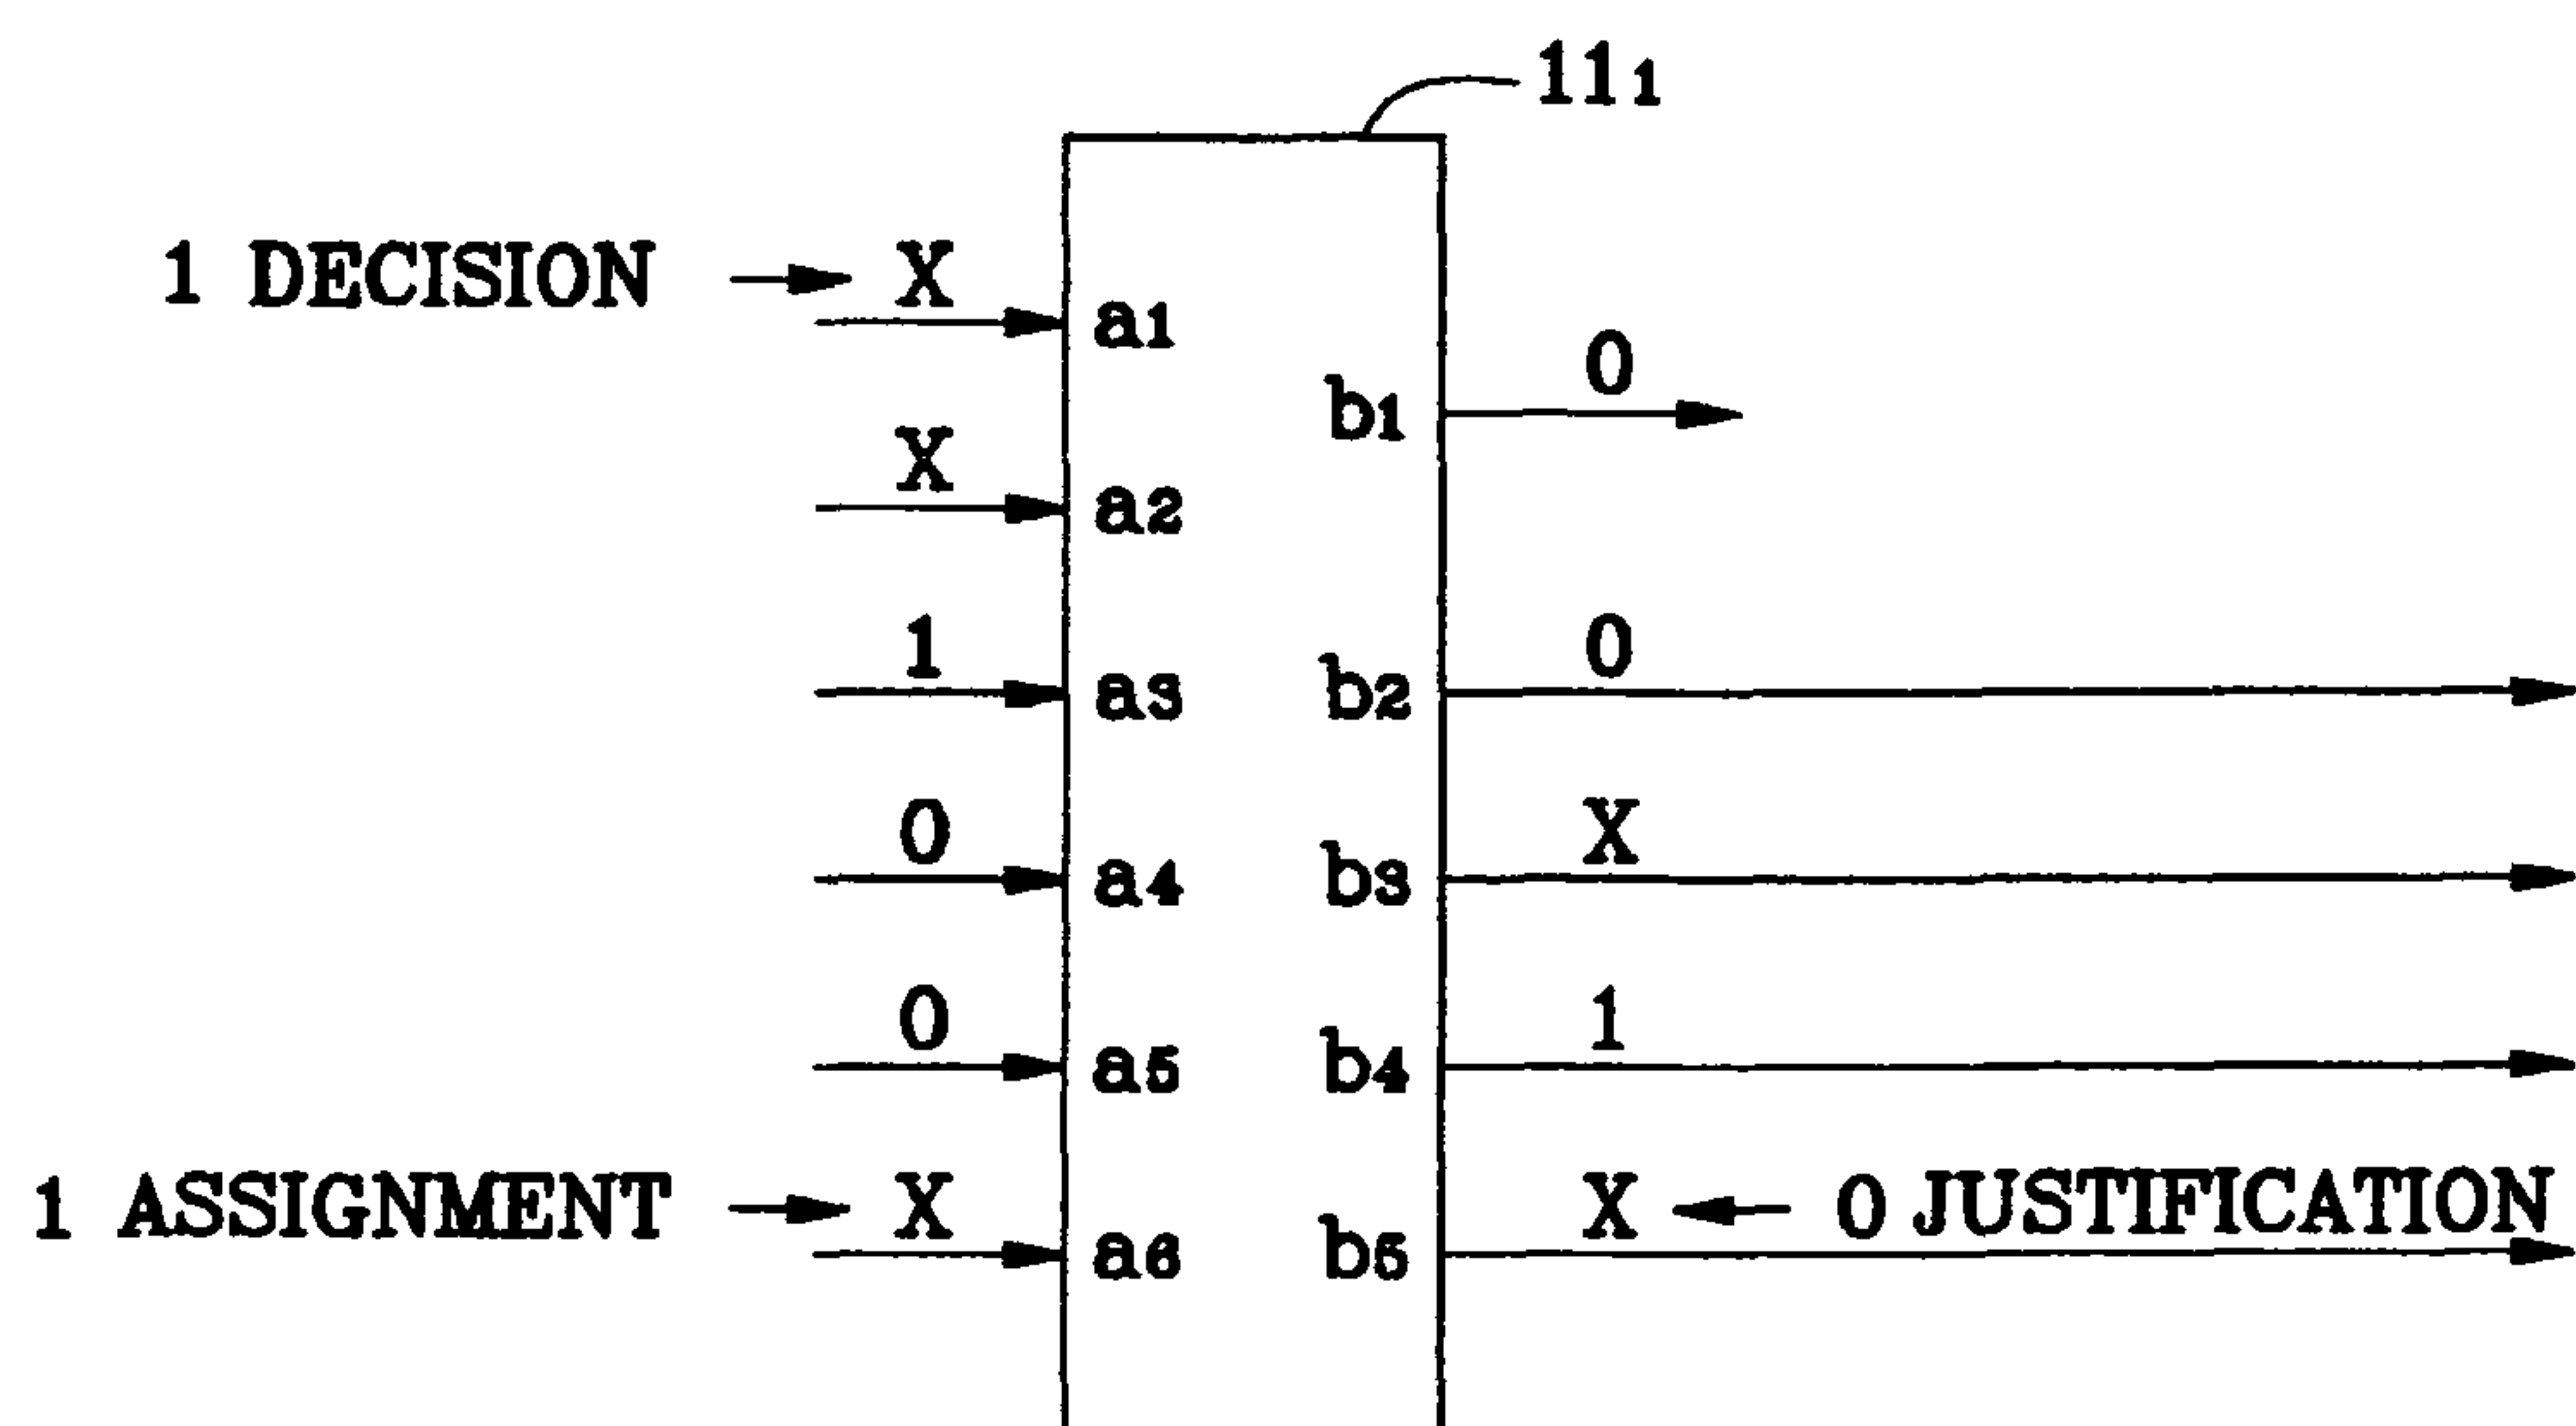 11₁
1 DECISION → X
a1
0
b1
X
a2
1
0
a3 b2
0 X
a4 b3
0 1
a5 b4
1 ASSIGNMENT → X X ← 0 JUSTIFICATION
a6 b5